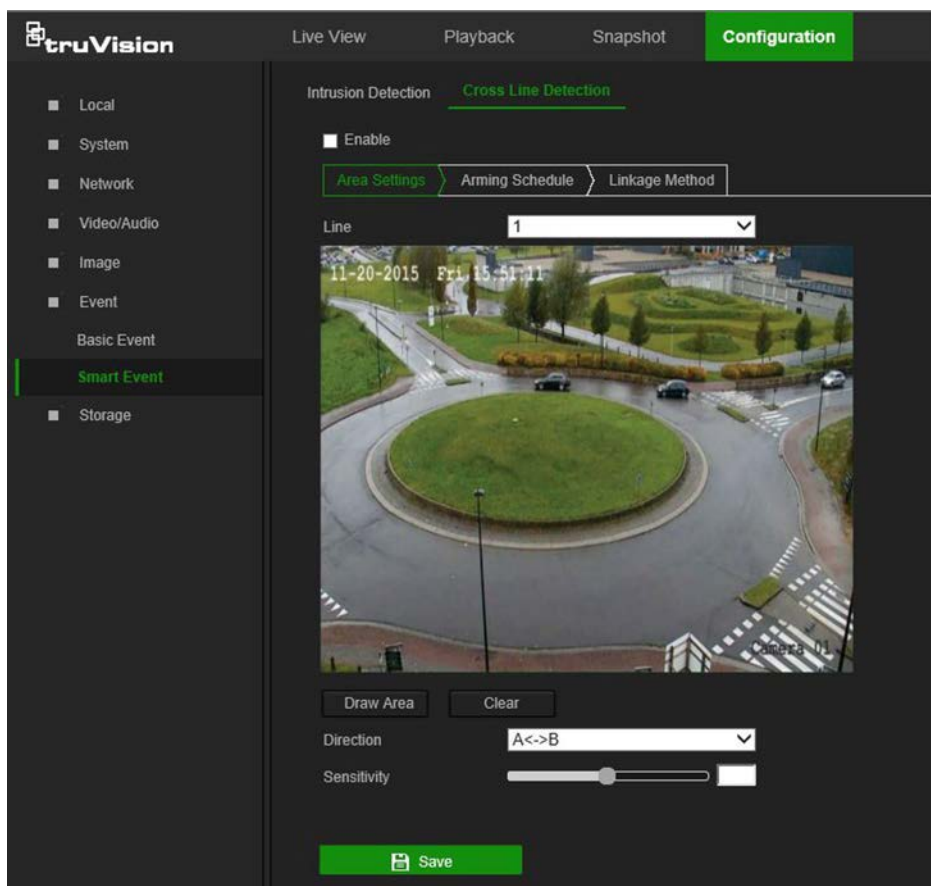 truVision
Live View Playback Snapshot Configuration
Local
System
Network
Video/Audio
Image
Event
Basic Event
Smart Event
Storage
Intrusion Detection Cross Line Detection
Enable
Area Settings Arming Schedule Linkage Method
Line 1
11-20-2015 Fri 15:51:11
Camera 01
Draw Area Clear
Direction A<->B
Sensitivity
Save